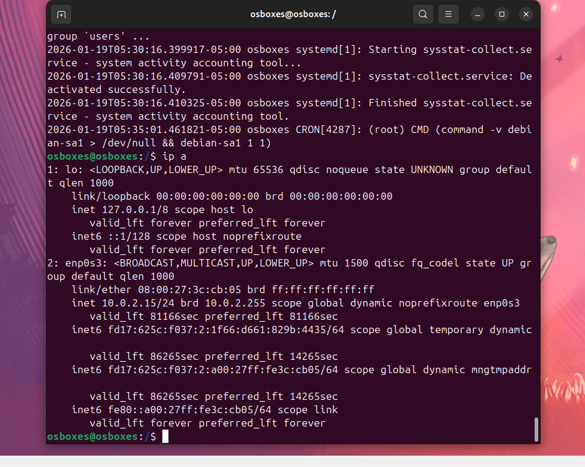 osboxes@osboxes: /
group `users' ...
2026-01-19T05:30:16.399917-05:00 osboxes systemd[1]: Starting sysstat-collect.se
rvice - system activity accounting tool...
2026-01-19T05:30:16.409791-05:00 osboxes systemd[1]: sysstat-collect.service: De
activated successfully.
2026-01-19T05:30:16.410325-05:00 osboxes systemd[1]: Finished sysstat-collect.se
rvice - system activity accounting tool.
2026-01-19T05:35:01.461821-05:00 osboxes CRON[4287]: (root) CMD (command -v debi
an-sa1 > /dev/null && debian-sa1 1 1)
osboxes@osboxes:/$ ip a
1: lo: <LOOPBACK,UP,LOWER_UP> mtu 65536 qdisc noqueue state UNKNOWN group defaul
t qlen 1000
    link/loopback 00:00:00:00:00:00 brd 00:00:00:00:00:00
    inet 127.0.0.1/8 scope host lo
       valid_lft forever preferred_lft forever
    inet6 ::1/128 scope host noprefixroute
       valid_lft forever preferred_lft forever
2: enp0s3: <BROADCAST,MULTICAST,UP,LOWER_UP> mtu 1500 qdisc fq_codel state UP gr
oup default qlen 1000
    link/ether 08:00:27:3c:cb:05 brd ff:ff:ff:ff:ff:ff
    inet 10.0.2.15/24 brd 10.0.2.255 scope global dynamic noprefixroute enp0s3
       valid_lft 81166sec preferred_lft 81166sec
    inet6 fd17:625c:f037:2:1f66:d661:829b:4435/64 scope global temporary dynamic
       valid_lft 86265sec preferred_lft 14265sec
    inet6 fd17:625c:f037:2:a00:27ff:fe3c:cb05/64 scope global dynamic mngtmpaddr
       valid_lft 86265sec preferred_lft 14265sec
    inet6 fe80::a00:27ff:fe3c:cb05/64 scope link
       valid_lft forever preferred_lft forever
osboxes@osboxes:/$